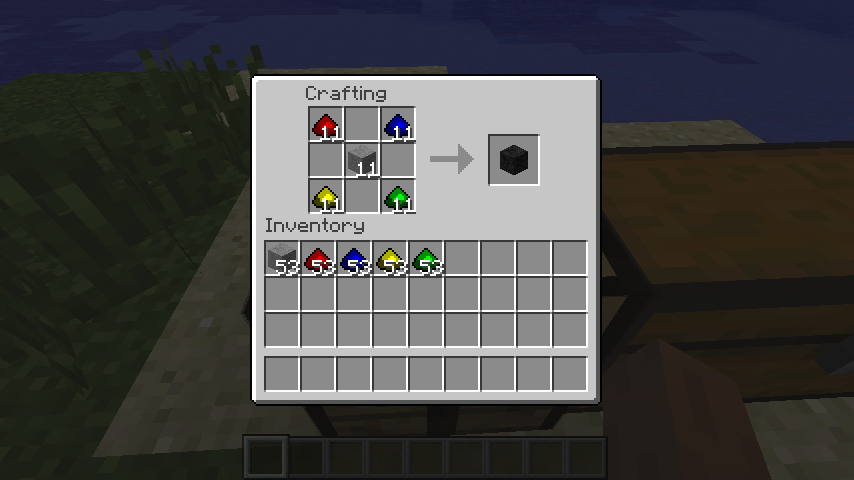 Crafting
11 11
11
11 11
Inventory
53 53 53 53 53